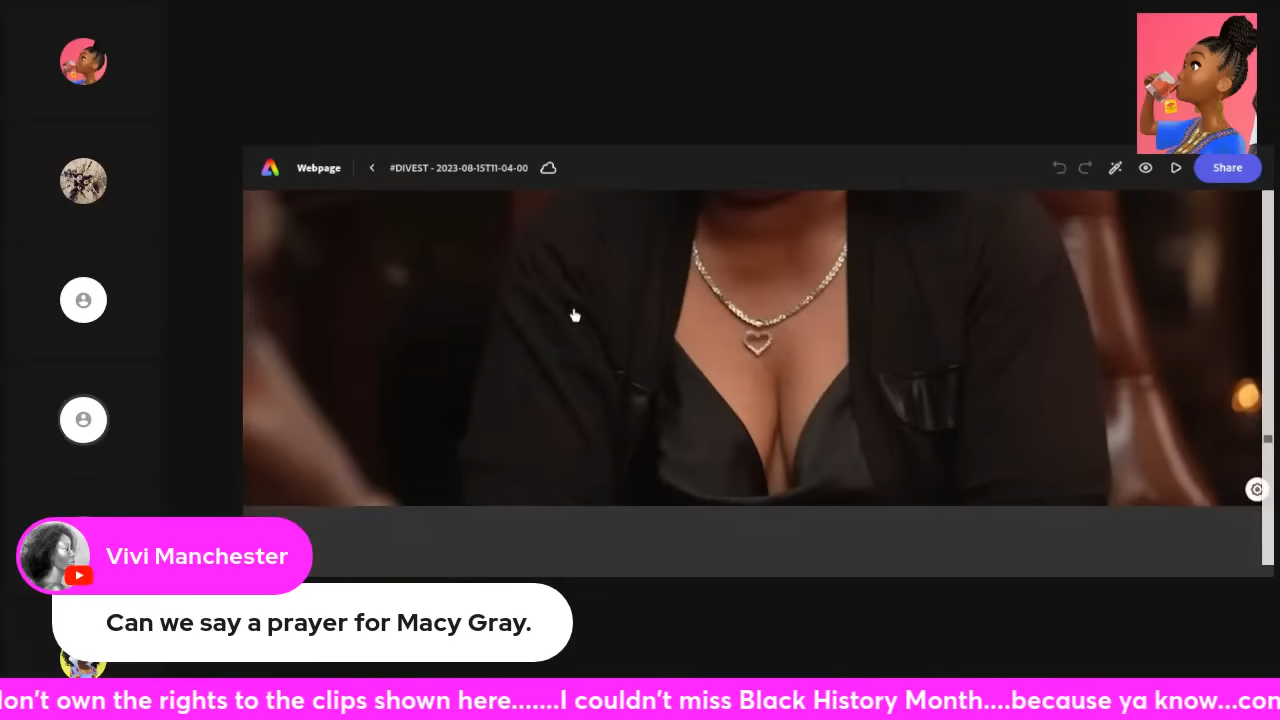 Webpage
#DIVEST - 2023-08-15T11-04-00
Share
Vivi Manchester
Can we say a prayer for Macy Gray.
don't own the rights to the clips shown here.......I couldn't miss Black History Month....because ya know...con